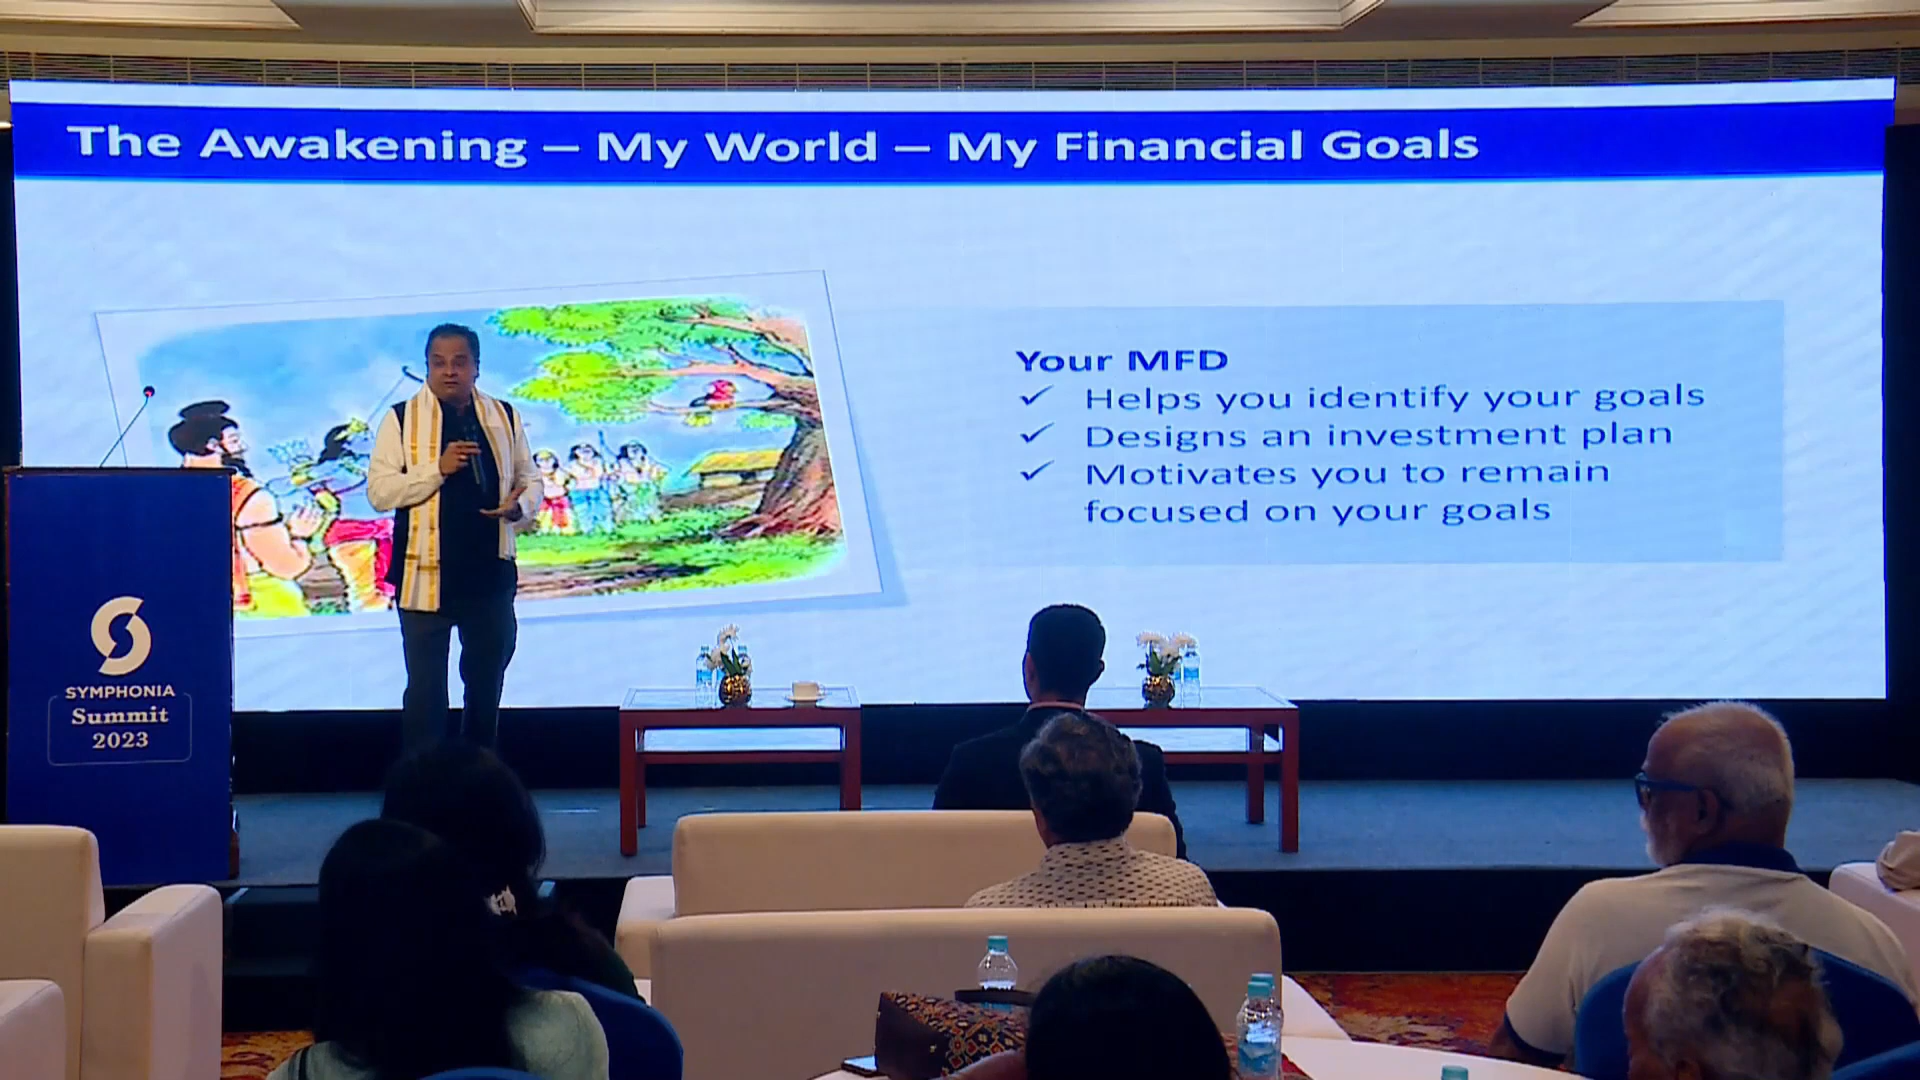 The Awakening – My World – My Financial Goals
Your MFD
✓ Helps you identify your goals
✓ Designs an investment plan
✓ Motivates you to remain
focused on your goals
SYMPHONIA
Summit
2023